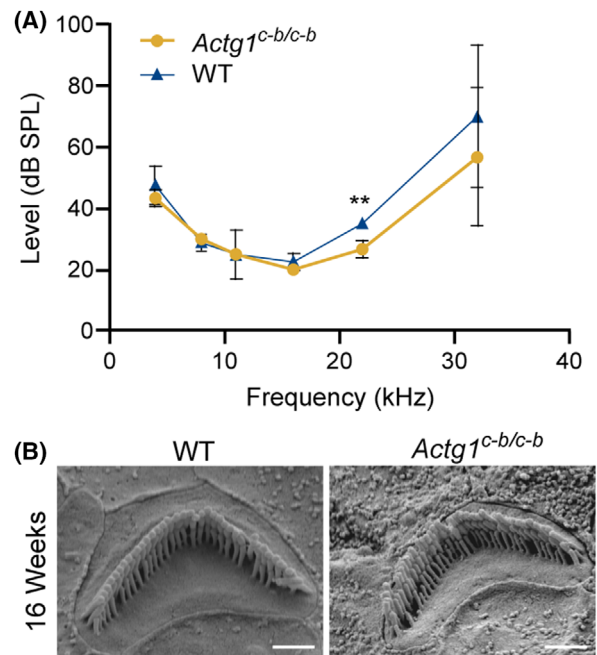 (A)
100
80
60
40
20
0
Level (dB SPL)
Actg1c-b/c-b
WT
**
0 10 20 30 40
Frequency (kHz)
(B)
WT Actg1c-b/c-b
16 Weeks